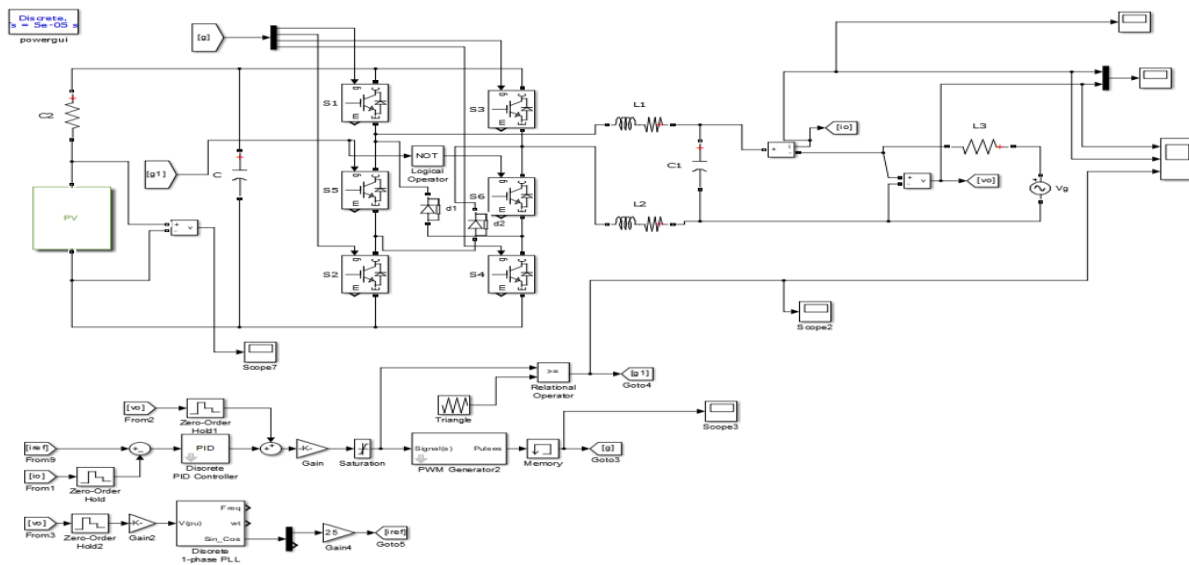 Discrete,
s = 5e-05 s
powergui
[g]
C2
S1
S3
L1
[io]
L3
[g1]
C
NOT
Logical
Operator
C1
PV
+
-
v
S5
d1
S6
d2
[vo]
Vg
L2
S2
S4
Scope2
Scope7
>=
Relational
Operator
[g1]
Goto4
[vo]
From2
Zero-Order
Hold1
Triangle
Scope3
[iref]
From9
PID
Discrete
PID Controller
-K-
Gain
Saturation
Signal(s)
Pulses
PWM Generator2
Memory
[g]
Goto3
[io]
From1
Zero-Order
Hold
[vo]
From3
Zero-Order
Hold2
-K-
Gain2
V(pu)
Freq
wt
Sin_Cos
Discrete
1-phase PLL
25
Gain4
[iref]
Goto5